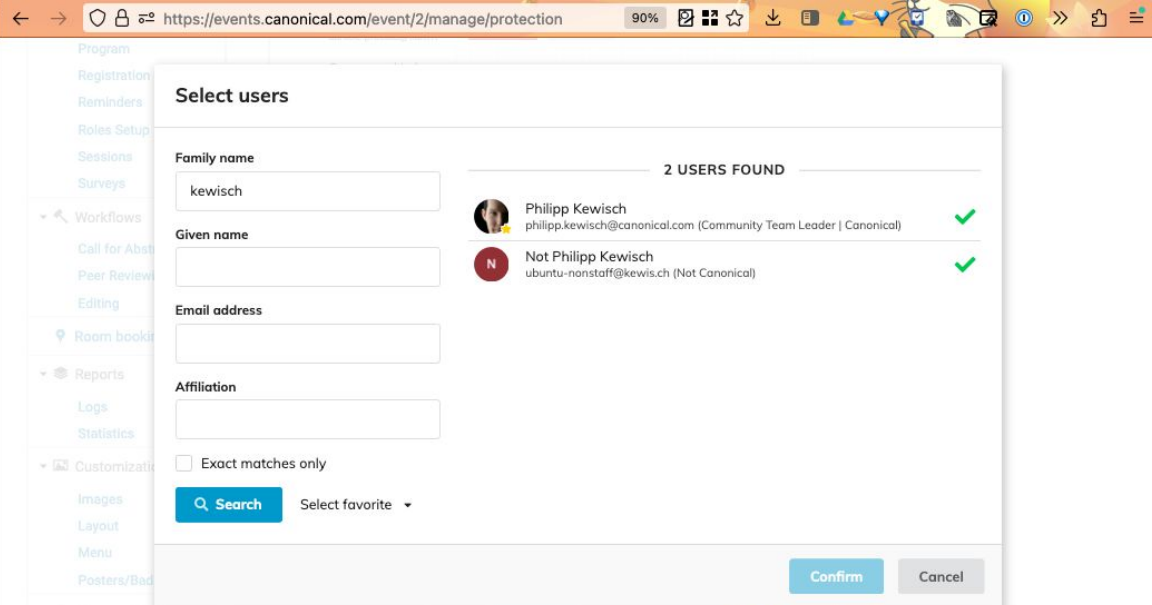 https://events.canonical.com/event/2/manage/protection
90%
Program
Registration
Reminders
Roles Setup
Sessions
Surveys
Workflows
Call for Abst
Peer Reviewi
Editing
Room bookin
Reports
Logs
Statistics
Customizatio
Images
Layout
Menu
Posters/Bad
Select users
Family name
kewisch
Given name
Email address
Affiliation
Exact matches only
Search
Select favorite
2 USERS FOUND
Philipp Kewisch
philipp.kewisch@canonical.com (Community Team Leader | Canonical)
N
Not Philipp Kewisch
ubuntu-nonstaff@kewis.ch (Not Canonical)
Confirm
Cancel